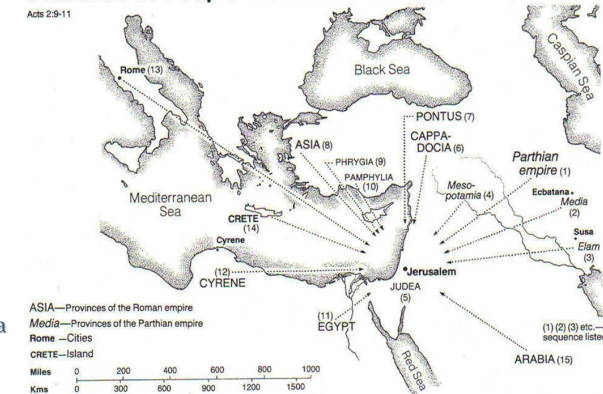 Acts 2:9-11
Caspian Sea
Black Sea
Rome (13)
PONTUS (7)
ASIA (8)
CAPPA-
DOCIA (6)
PHRYGIA (9)
PAMPHYLIA
(10)
Parthian
empire (1)
Meso-
potamia (4)
Ecbatana
Media
(2)
Mediterranean
Sea
CRETE
(14)
Cyrene
Susa
Elam
(3)
(12)
CYRENE
Jerusalem
JUDEA
(5)
(11)
EGYPT
Red Sea
ARABIA (15)
(1) (2) (3) etc.—
sequence liste
a
ASIA—Provinces of the Roman empire
Media—Provinces of the Parthian empire
Rome —Cities
CRETE—Island
Miles 0 200 400 600 800 1000
Kms 0 300 600 900 1200 1500